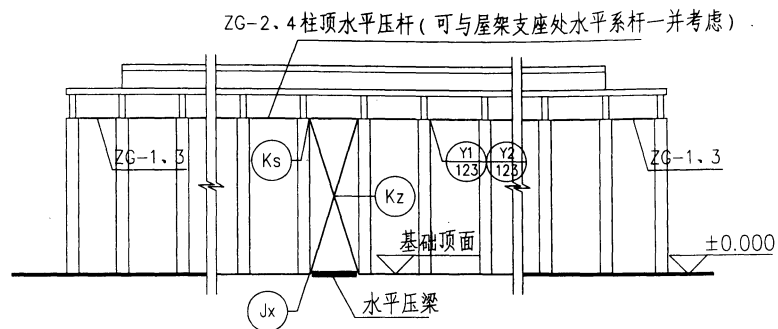 ZG-2、4柱顶水平压杆(可与屋架支座处水平系杆一并考虑)
ZG-1、3
Ks
Y1
123
Y2
123
ZG-1、3
Kz
基础顶面
±0.000
Jx
水平压梁